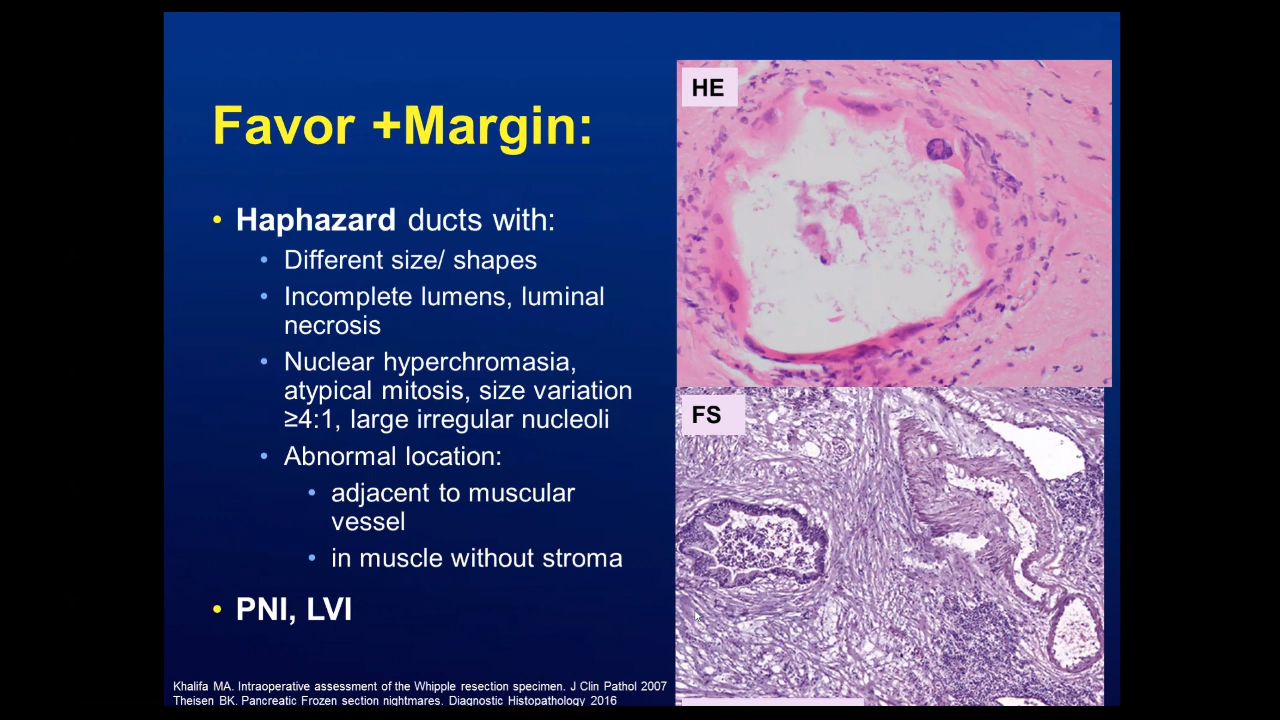 Favor +Margin:
• Haphazard ducts with:
• Different size/ shapes
• Incomplete lumens, luminal
necrosis
• Nuclear hyperchromasia,
atypical mitosis, size variation
≥4:1, large irregular nucleoli
• Abnormal location:
• adjacent to muscular
vessel
• in muscle without stroma
• PNI, LVI
Khalifa MA. Intraoperative assessment of the Whipple resection specimen. J Clin Pathol 2007
Theisen BK. Pancreatic Frozen section nightmares. Diagnostic Histopathology 2016
HE
FS